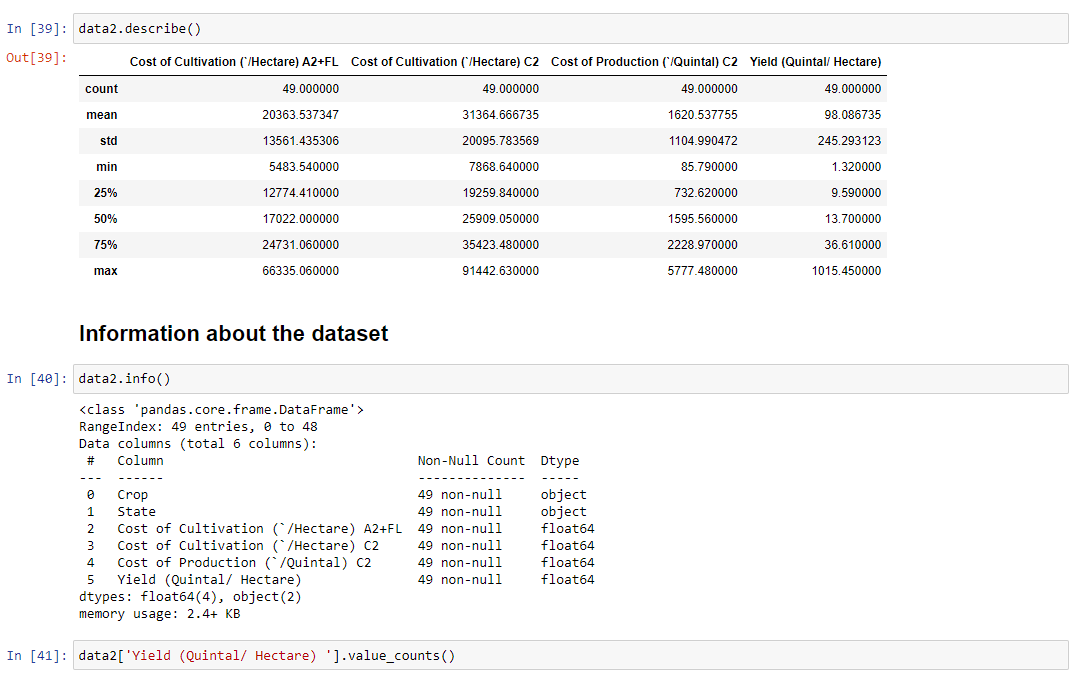 In [39]: data2.describe()
Out[39]:
Cost of Cultivation (`/Hectare) A2+FL Cost of Cultivation (`/Hectare) C2 Cost of Production (`/Quintal) C2 Yield (Quintal/ Hectare)
count 49.000000 49.000000 49.000000 49.000000
mean 20363.537347 31364.666735 1620.537755 98.086735
std 13561.435306 20095.783569 1104.990472 245.293123
min 5483.540000 7868.640000 85.790000 1.320000
25% 12774.410000 19259.840000 732.620000 9.590000
50% 17022.000000 25909.050000 1595.560000 13.700000
75% 24731.060000 35423.480000 2228.970000 36.610000
max 66335.060000 91442.630000 5777.480000 1015.450000
Information about the dataset
In [40]: data2.info()
<class 'pandas.core.frame.DataFrame'>
RangeIndex: 49 entries, 0 to 48
Data columns (total 6 columns):
# Column Non-Null Count Dtype
--- ------ -------------- -----
0 Crop 49 non-null object
1 State 49 non-null object
2 Cost of Cultivation (`/Hectare) A2+FL 49 non-null float64
3 Cost of Cultivation (`/Hectare) C2 49 non-null float64
4 Cost of Production (`/Quintal) C2 49 non-null float64
5 Yield (Quintal/ Hectare) 49 non-null float64
dtypes: float64(4), object(2)
memory usage: 2.4+ KB
In [41]: data2['Yield (Quintal/ Hectare) '].value_counts()